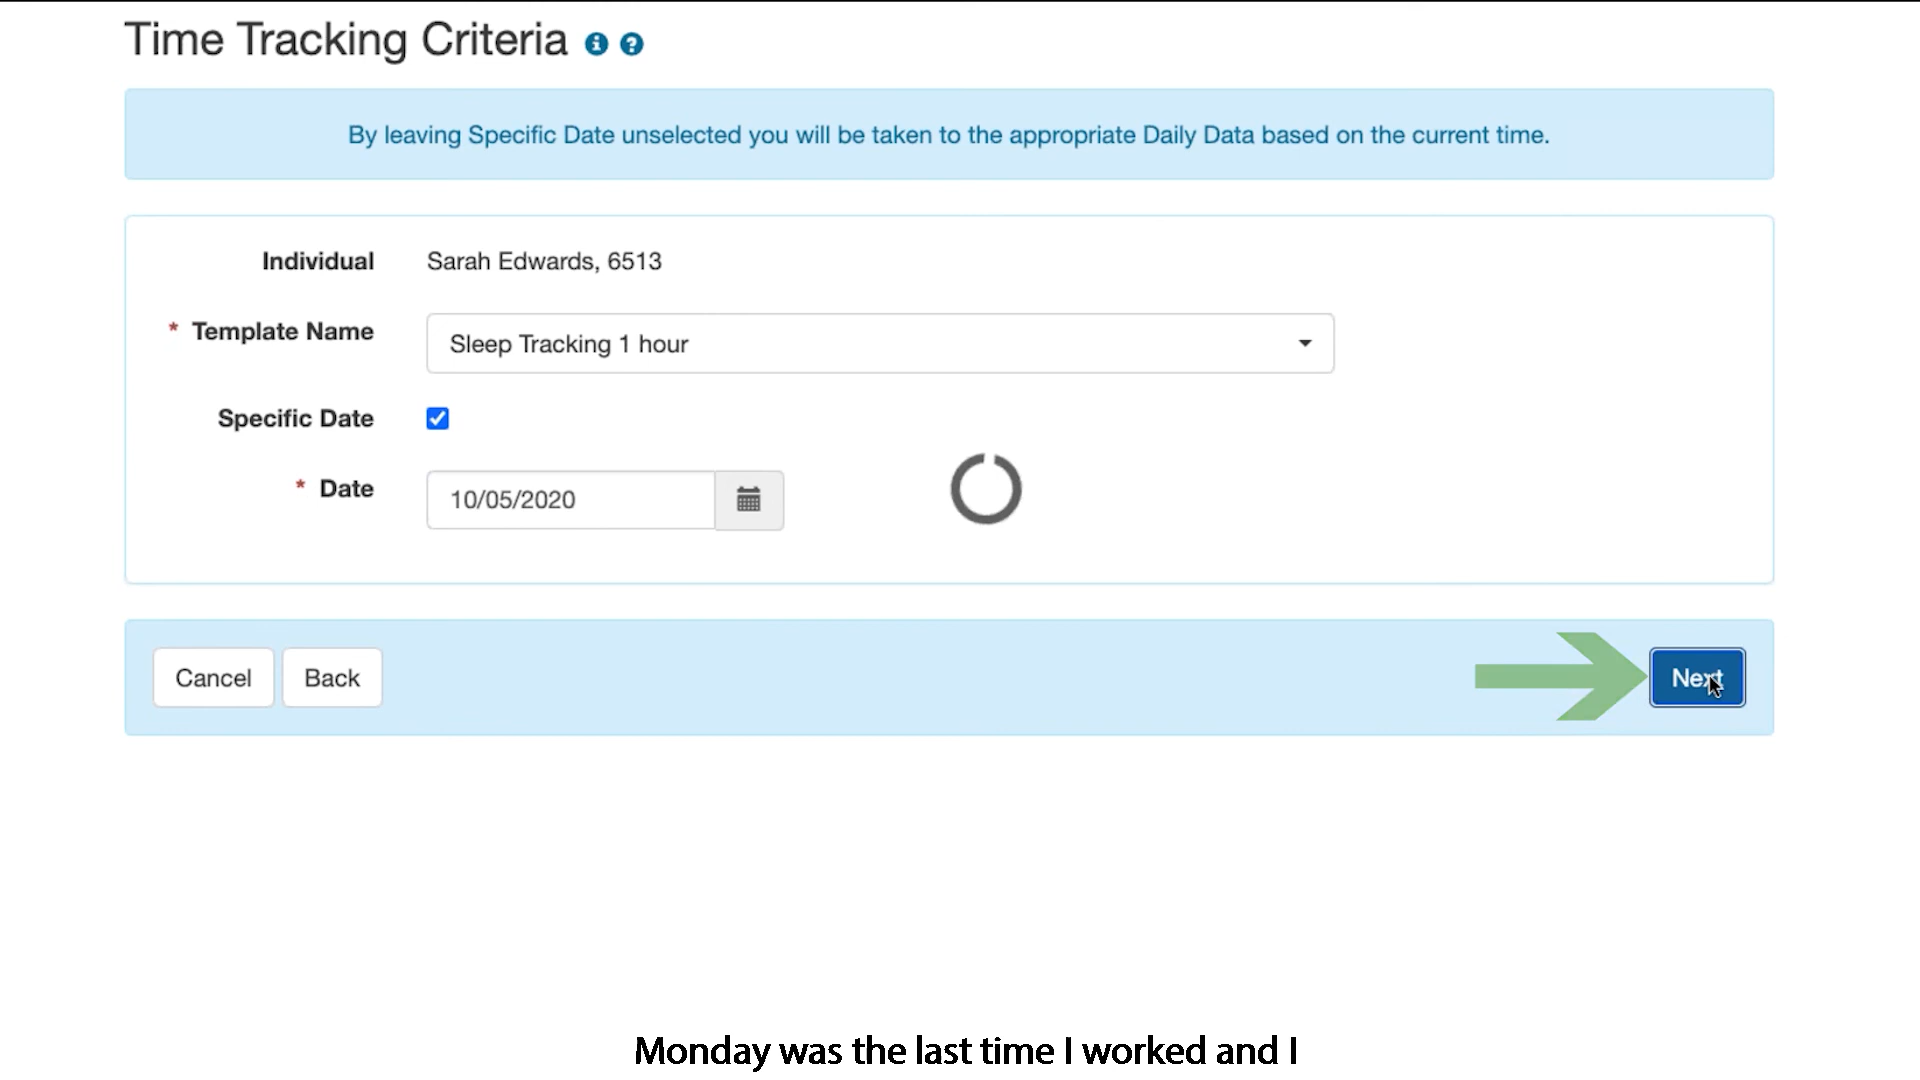 Time Tracking Criteria
By leaving Specific Date unselected you will be taken to the appropriate Daily Data based on the current time.
Individual Sarah Edwards, 6513
* Template Name Sleep Tracking 1 hour
Specific Date
* Date 10/05/2020
Cancel Back Next
Monday was the last time I worked and I